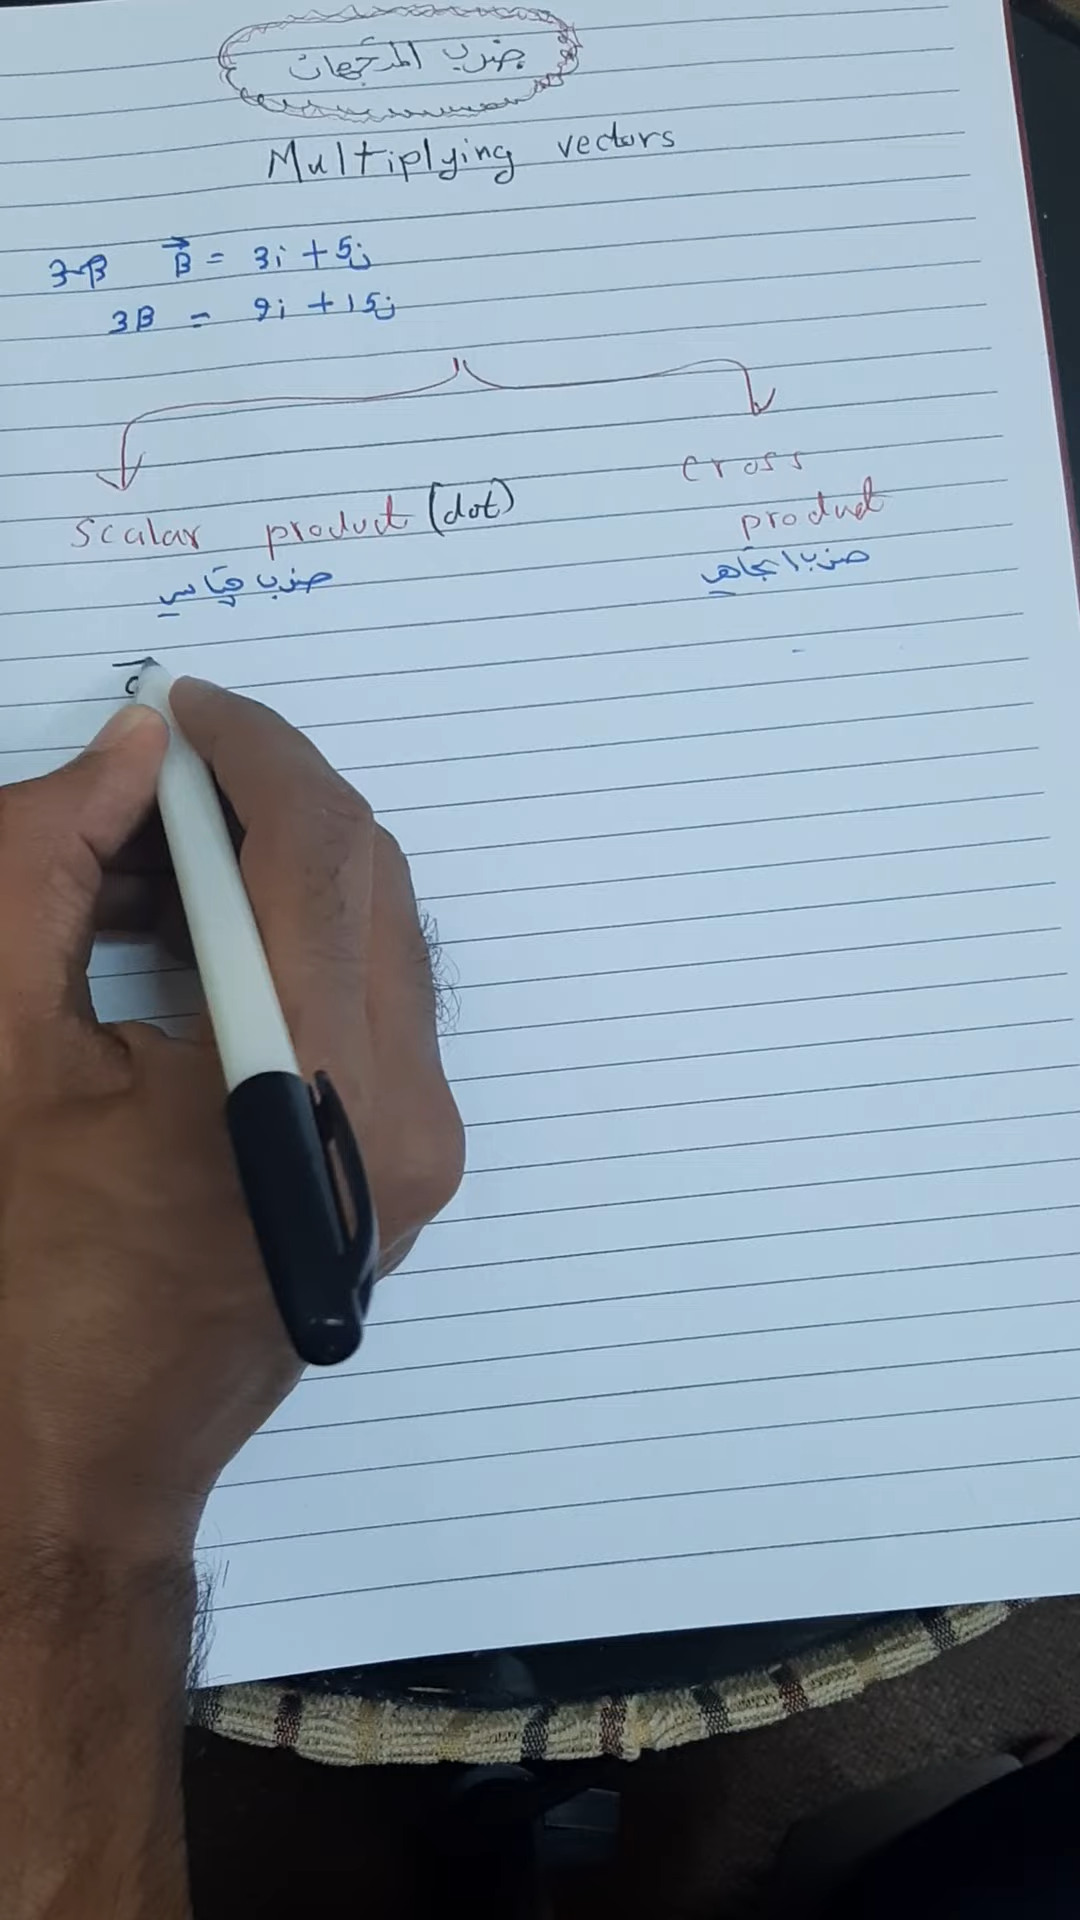 ضرب المتجهات
Multiplying vectors
3B B = 3i + 5j
3B = 9i + 15j
scalar product (dot)
ضرب قياسي
cross
product
ضرب اتجاهي